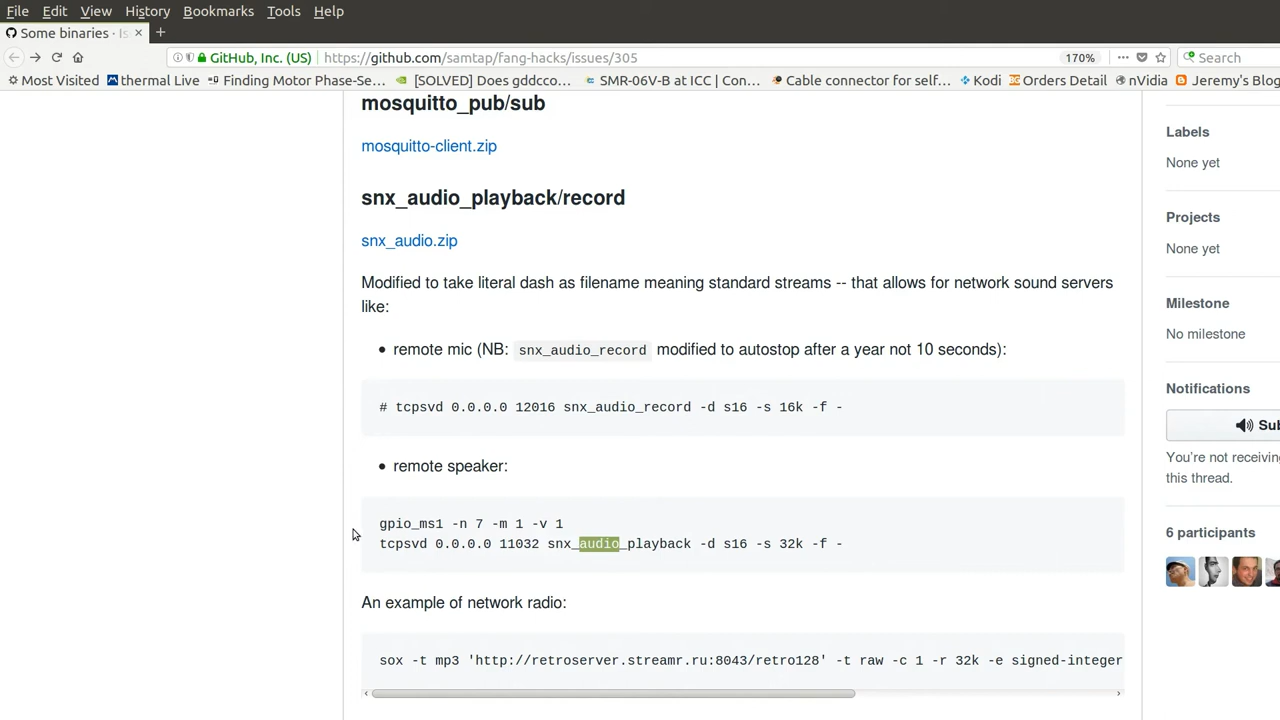 File Edit View History Bookmarks Tools Help
Some binaries · Is
GitHub, Inc. (US) https://github.com/samtap/fang-hacks/issues/305 170% Search
Most Visited thermal Live Finding Motor Phase-Se… [SOLVED] Does gddcco… SMR-06V-B at ICC | Con… Cable connector for self… Kodi Orders Detail nVidia Jeremy's Blog
mosquitto_pub/sub
mosquitto-client.zip
snx_audio_playback/record
snx_audio.zip
Modified to take literal dash as filename meaning standard streams -- that allows for network sound servers
like:
• remote mic (NB: snx_audio_record modified to autostop after a year not 10 seconds):
# tcpsvd 0.0.0.0 12016 snx_audio_record -d s16 -s 16k -f -
• remote speaker:
gpio_ms1 -n 7 -m 1 -v 1
tcpsvd 0.0.0.0 11032 snx_audio_playback -d s16 -s 32k -f -
An example of network radio:
sox -t mp3 'http://retroserver.streamr.ru:8043/retro128' -t raw -c 1 -r 32k -e signed-integer
Labels
None yet
Projects
None yet
Milestone
No milestone
Notifications
Sub
You're not receiving
this thread.
6 participants